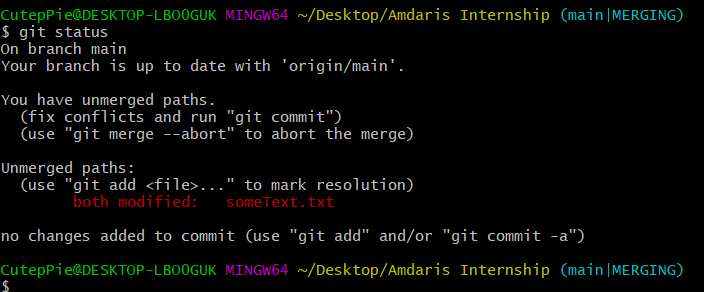 CutepPie@DESKTOP-LBO0GUK MINGW64 ~/Desktop/Amdaris Internship (main|MERGING)
$ git status
On branch main
Your branch is up to date with 'origin/main'.

You have unmerged paths.
  (fix conflicts and run "git commit")
  (use "git merge --abort" to abort the merge)

Unmerged paths:
  (use "git add <file>..." to mark resolution)
        both modified:   someText.txt

no changes added to commit (use "git add" and/or "git commit -a")

CutepPie@DESKTOP-LBO0GUK MINGW64 ~/Desktop/Amdaris Internship (main|MERGING)
$